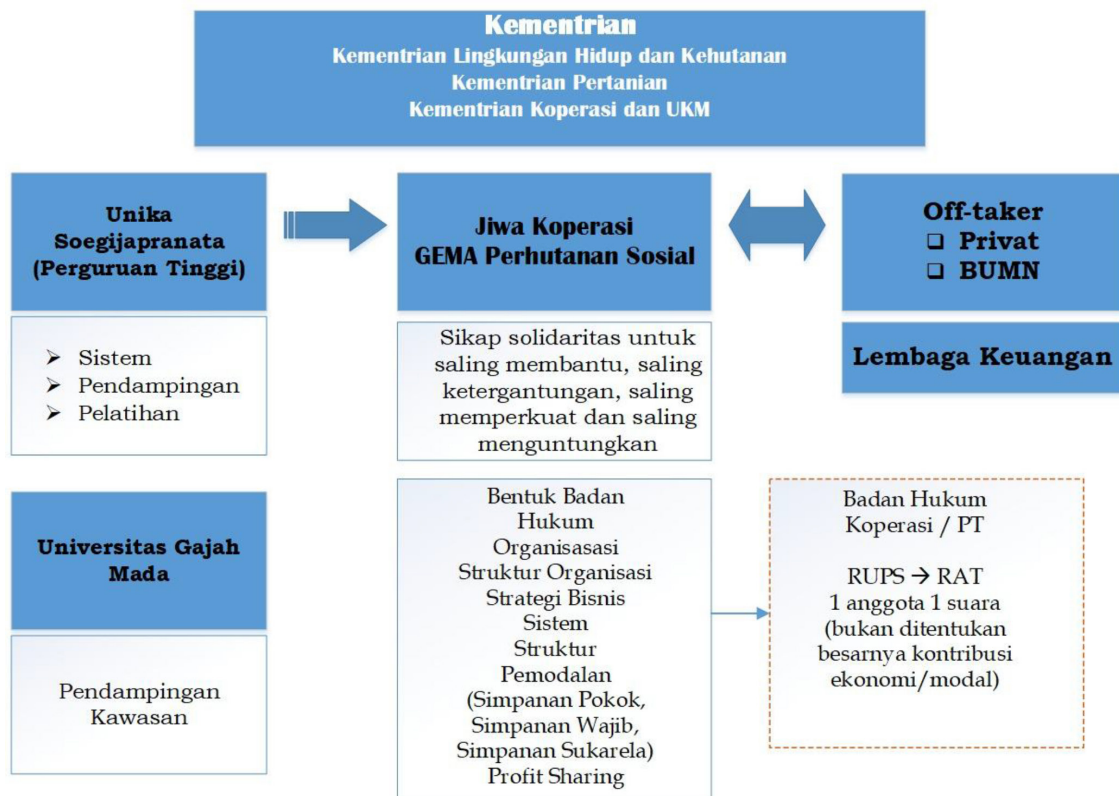 Kementrian
Kementrian Lingkungan Hidup dan Kehutanan
Kementrian Pertanian
Kementrian Koperasi dan UKM
Unika
Soegijapranata
(Perguruan Tinggi)
➢ Sistem
➢ Pendampingan
➢ Pelatihan
Universitas Gajah
Mada
Pendampingan
Kawasan
Jiwa Koperasi
GEMA Perhutanan Sosial
Sikap solidaritas untuk
saling membantu, saling
ketergantungan, saling
memperkuat dan saling
menguntungkan
Bentuk Badan
Hukum
Organisasasi
Struktur Organisasi
Strategi Bisnis
Sistem
Struktur
Pemodalan
(Simpanan Pokok,
Simpanan Wajib,
Simpanan Sukarela)
Profit Sharing
Off-taker
❑ Privat
❑ BUMN
Lembaga Keuangan
Badan Hukum
Koperasi / PT
RUPS → RAT
1 anggota 1 suara
(bukan ditentukan
besarnya kontribusi
ekonomi/modal)